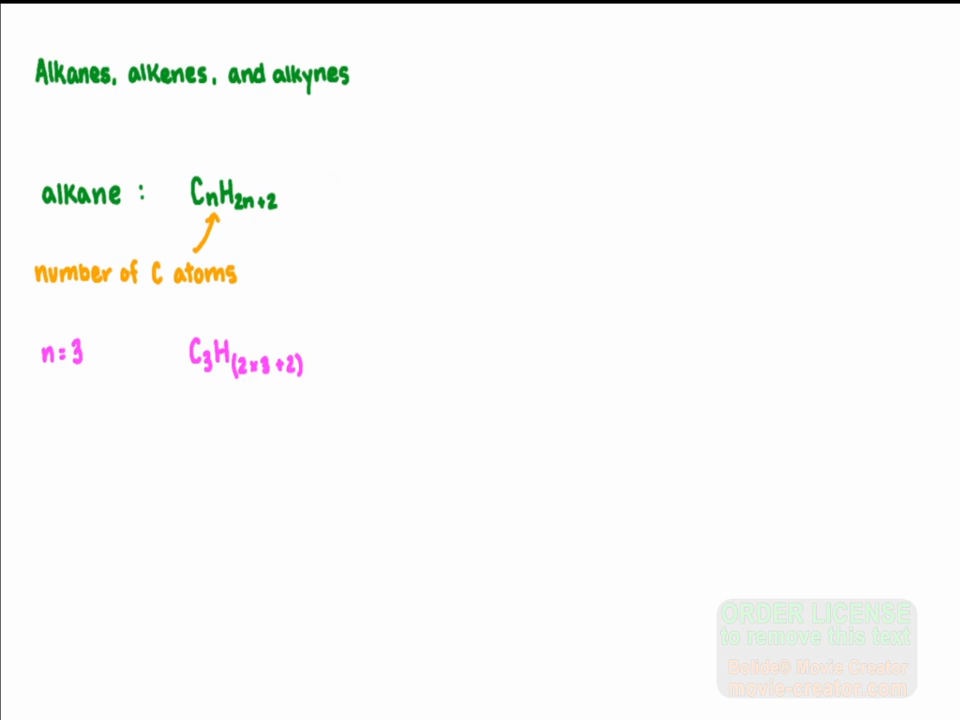 Alkanes, alkenes, and alkynes
alkane : CnH2n+2
number of C atoms
n=3 C3H(2×3+2)
ORDER LICENSE
to remove this text
Bolide® Movie Creator
movie-creator.com